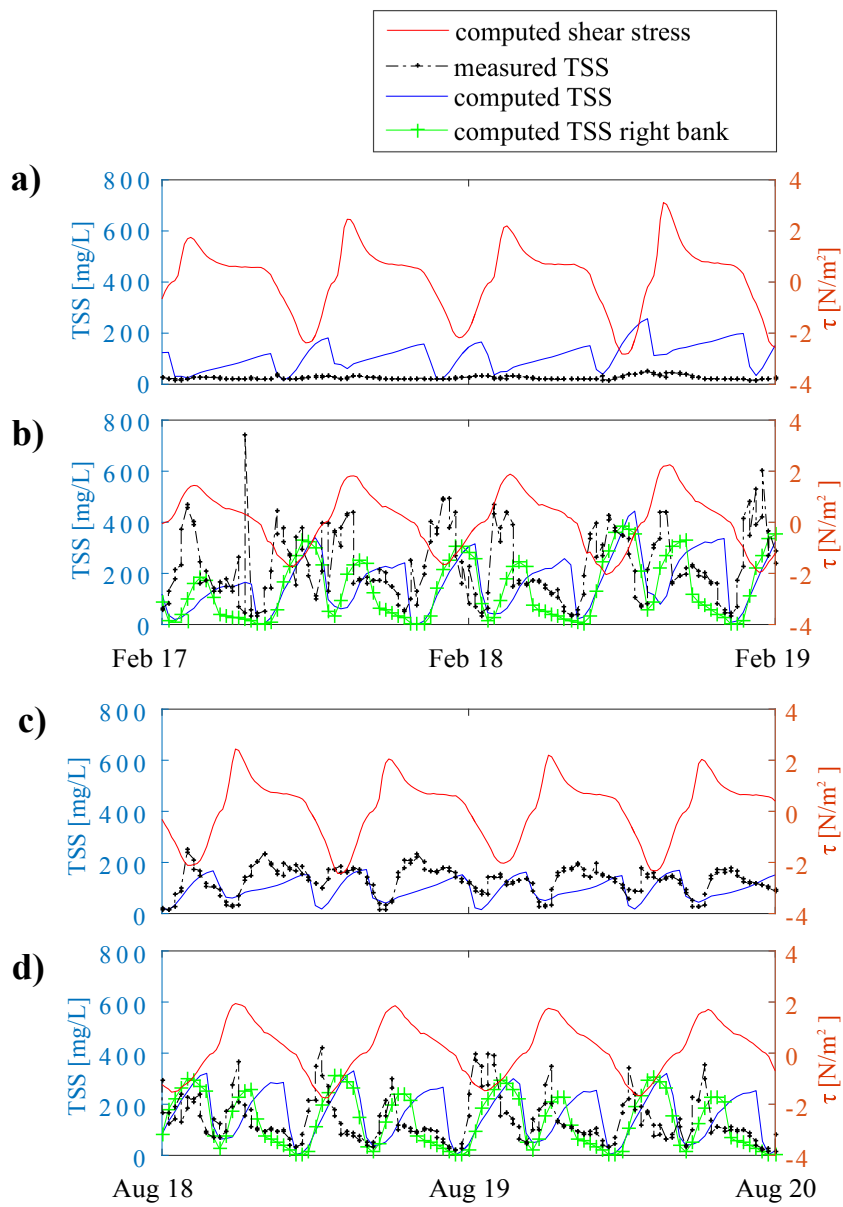 computed shear stress
measured TSS
computed TSS
computed TSS right bank
a)
800
600
400
200
0
TSS [mg/L]
4
2
0
-2
-4
τ [N/m²]
b)
800
600
400
200
0
TSS [mg/L]
4
2
0
-2
-4
τ [N/m²]
Feb 17
Feb 18
Feb 19
c)
800
600
400
200
0
TSS [mg/L]
4
2
0
-2
-4
τ [N/m²]
d)
800
600
400
200
0
TSS [mg/L]
4
2
0
-2
-4
τ [N/m²]
Aug 18
Aug 19
Aug 20